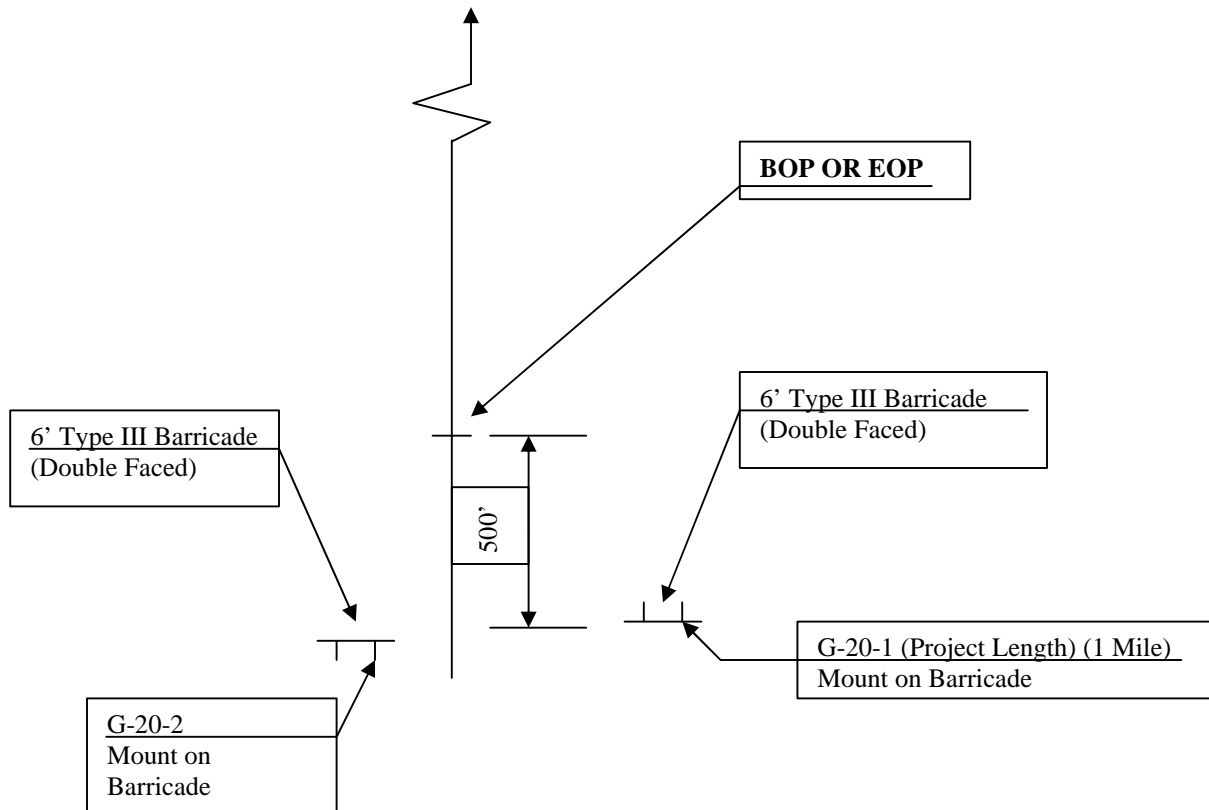 BOP OR EOP
6’ Type III Barricade
(Double Faced)
6’ Type III Barricade
(Double Faced)
500’
G-20-1 (Project Length) (1 Mile)
Mount on Barricade
G-20-2
Mount on
Barricade